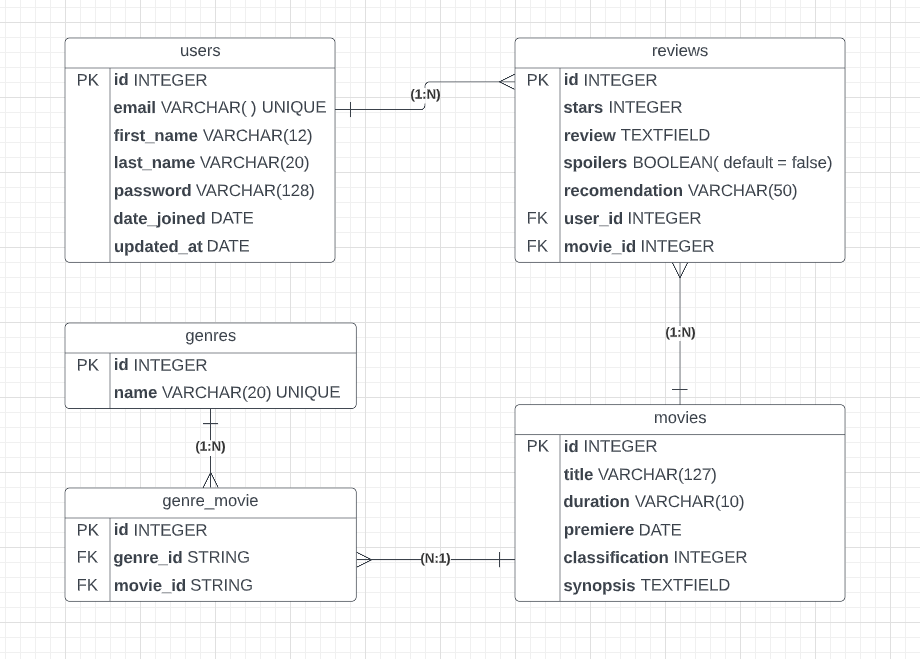 users
PK id INTEGER
email VARCHAR( ) UNIQUE
first_name VARCHAR(12)
last_name VARCHAR(20)
password VARCHAR(128)
date_joined DATE
updated_at DATE
(1:N)
reviews
PK id INTEGER
stars INTEGER
review TEXTFIELD
spoilers BOOLEAN( default = false)
recomendation VARCHAR(50)
FK user_id INTEGER
FK movie_id INTEGER
(1:N)
genres
PK id INTEGER
name VARCHAR(20) UNIQUE
(1:N)
genre_movie
PK id INTEGER
FK genre_id STRING
FK movie_id STRING
(N:1)
movies
PK id INTEGER
title VARCHAR(127)
duration VARCHAR(10)
premiere DATE
classification INTEGER
synopsis TEXTFIELD